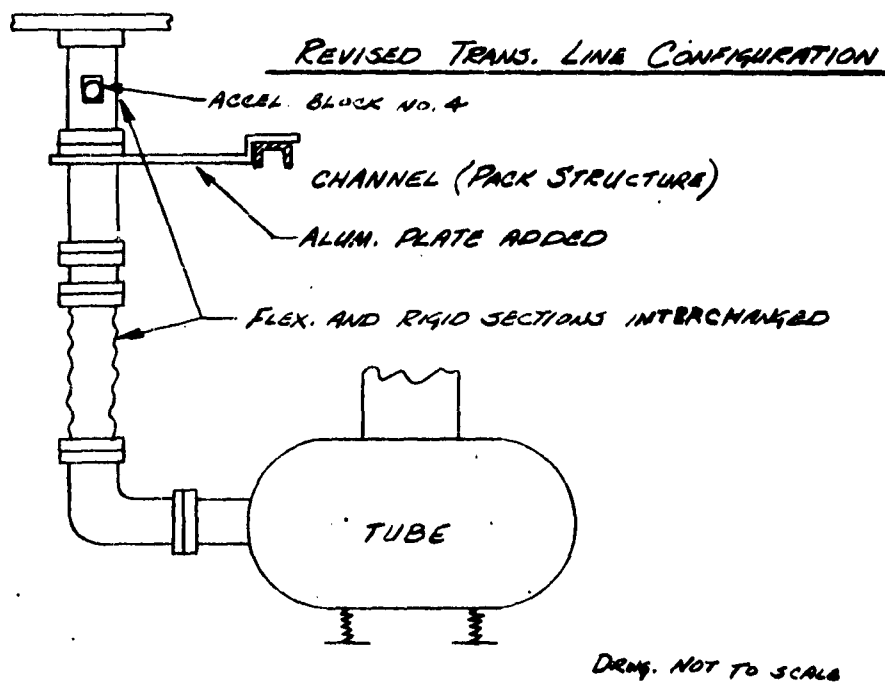 REVISED TRANS. LINE CONFIGURATION
ACCEL. BLOCK NO. 4
CHANNEL (PACK STRUCTURE)
ALUM. PLATE ADDED
FLEX. AND RIGID SECTIONS INTERCHANGED
TUBE
DRWG. NOT TO SCALE